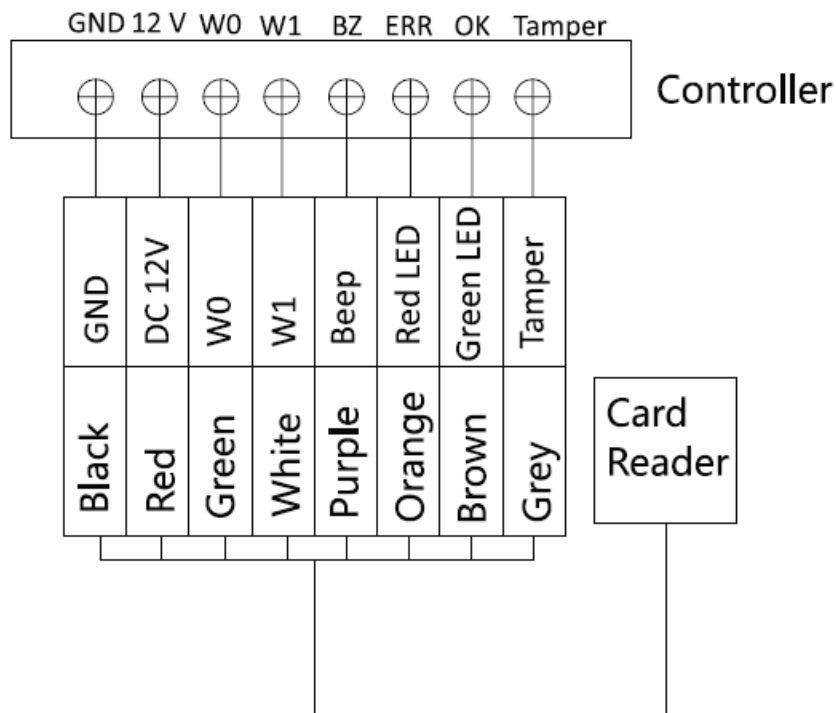 GND 12 V W0 W1 BZ ERR OK Tamper
Controller
GND DC 12V W0 W1 Beep Red LED Green LED Tamper
Black Red Green White Purple Orange Brown Grey
Card
Reader